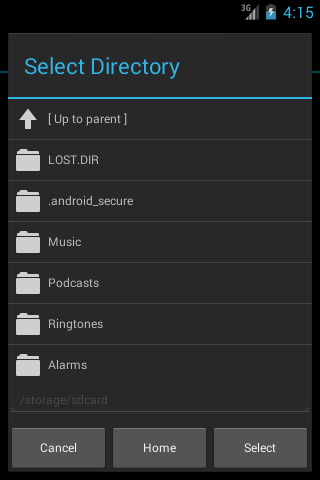 3G
4:15
Select Directory
[ Up to parent ]
LOST.DIR
.android_secure
Music
Podcasts
Ringtones
Alarms
/storage/sdcard
Cancel Home Select